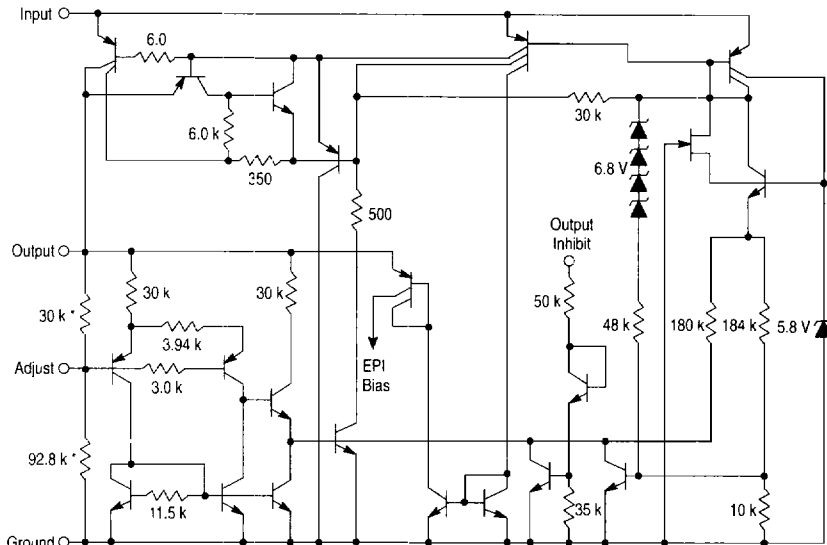 Input
6.0
6.0 k
350
30 k
6.8 V
500
Output
Output
Inhibit
30 k *
30 k
30 k
50 k
3.94 k
48 k
180 k
184 k
5.8 V
Adjust
3.0 k
EPI
Bias
92.8 k *
11.5 k
35 k
10 k
Ground